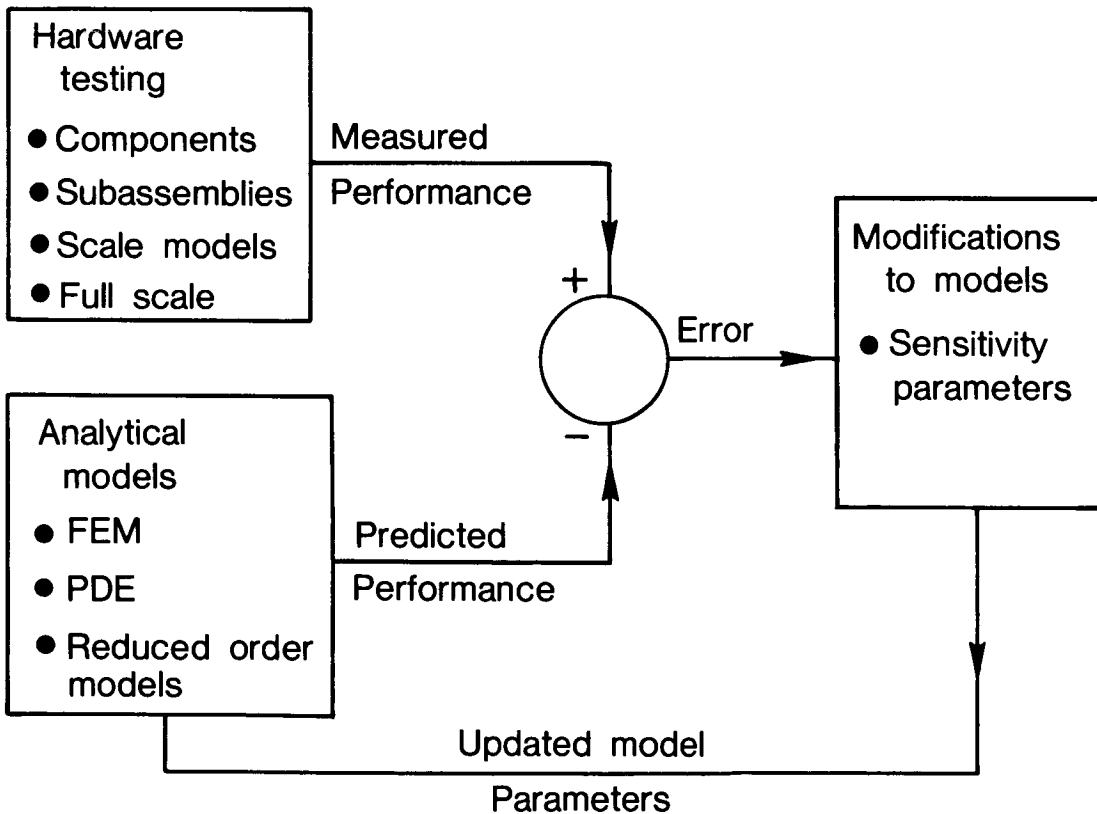 Hardware
testing
● Components
● Subassemblies
● Scale models
● Full scale
Measured
Performance
+
Error
Modifications
to models
● Sensitivity
parameters
−
Analytical
models
● FEM
● PDE
● Reduced order
models
Predicted
Performance
Updated model
Parameters